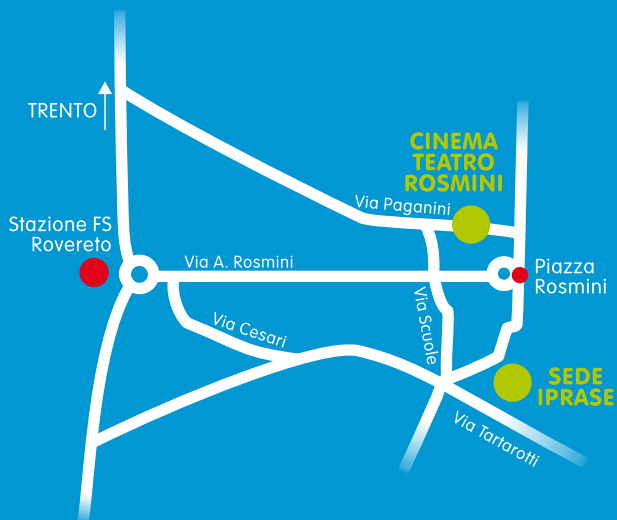 TRENTO
CINEMA
TEATRO
ROSMINI
Via Paganini
Stazione FS
Rovereto
Via A. Rosmini
Piazza
Rosmini
Via Cesari
Via Scuole
SEDE
IPRASE
Via Tartarotti